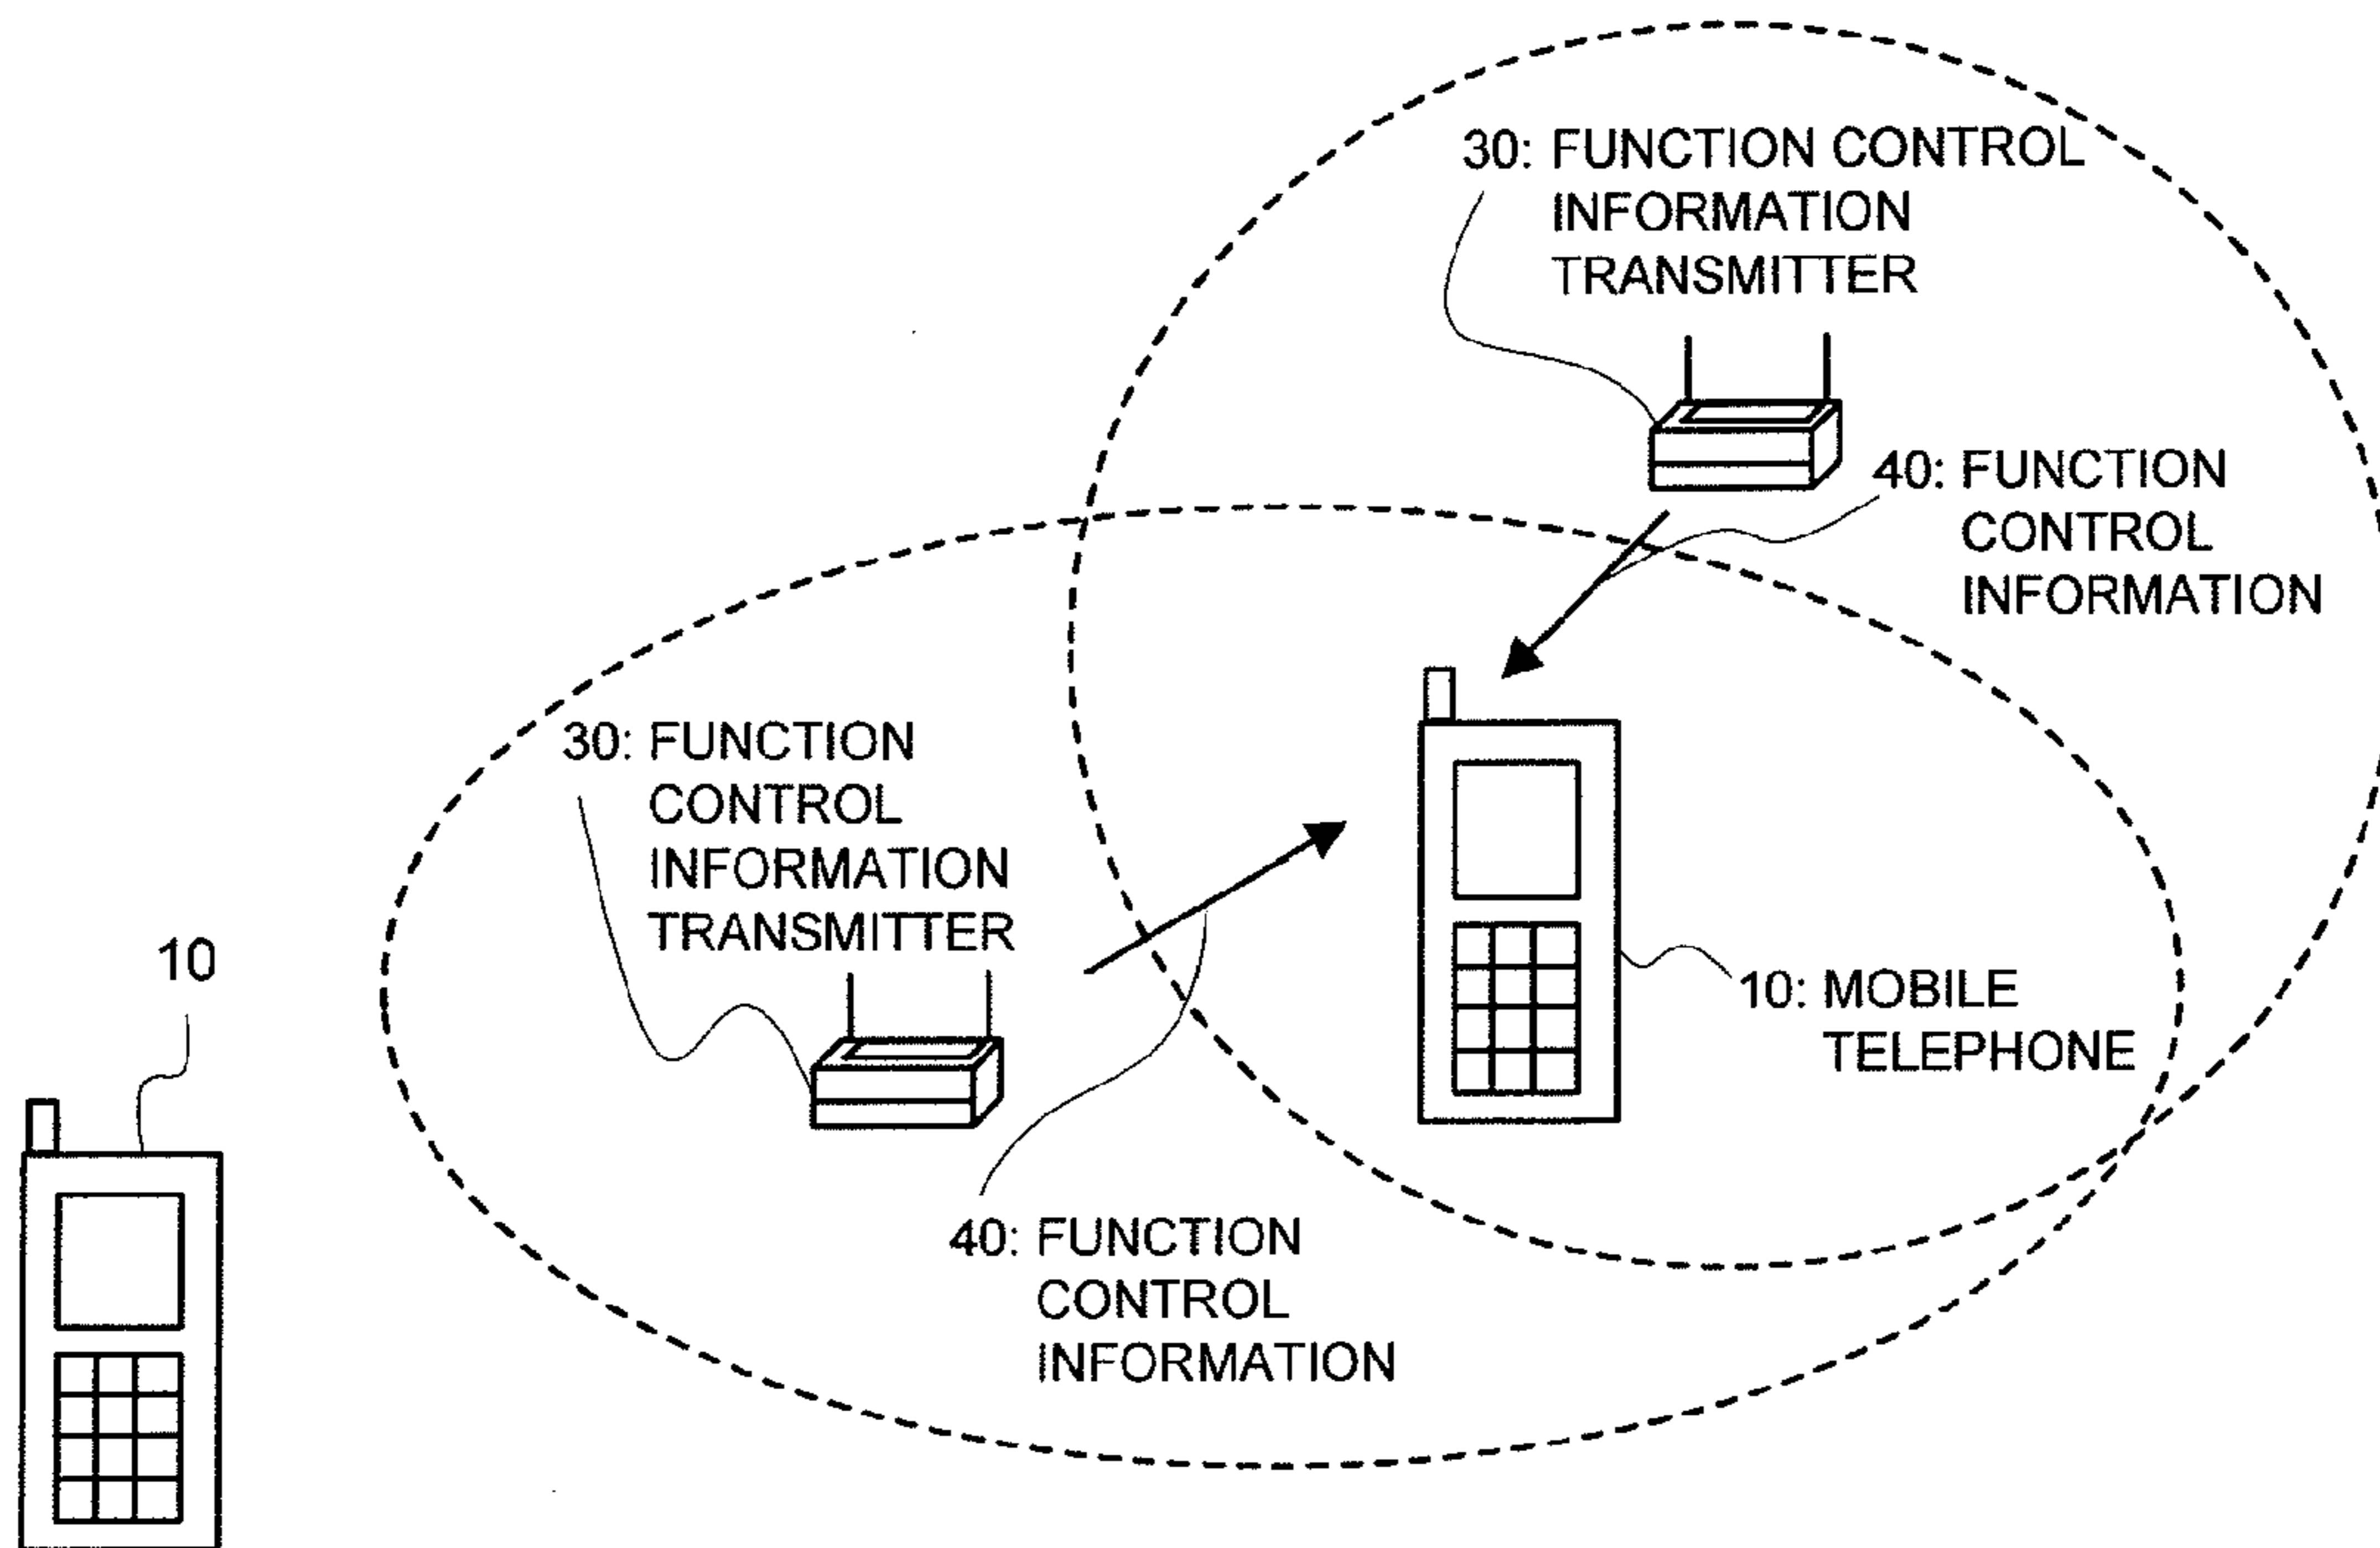 30: FUNCTION CONTROL
INFORMATION
TRANSMITTER
40: FUNCTION
CONTROL
INFORMATION
30: FUNCTION
CONTROL
INFORMATION
TRANSMITTER
10
10: MOBILE
TELEPHONE
40: FUNCTION
CONTROL
INFORMATION